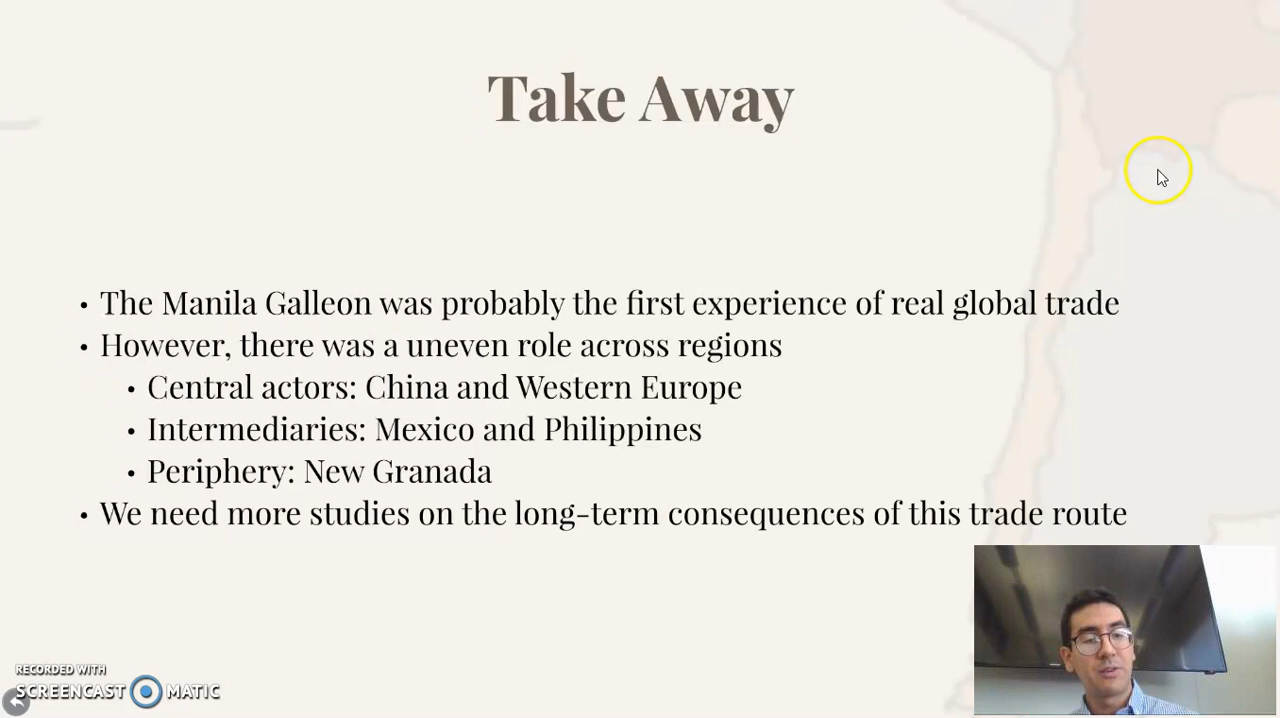 Take Away
• The Manila Galleon was probably the first experience of real global trade
• However, there was a uneven role across regions
• Central actors: China and Western Europe
• Intermediaries: Mexico and Philippines
• Periphery: New Granada
• We need more studies on the long-term consequences of this trade route
RECORDED WITH
SCREENCAST MATIC